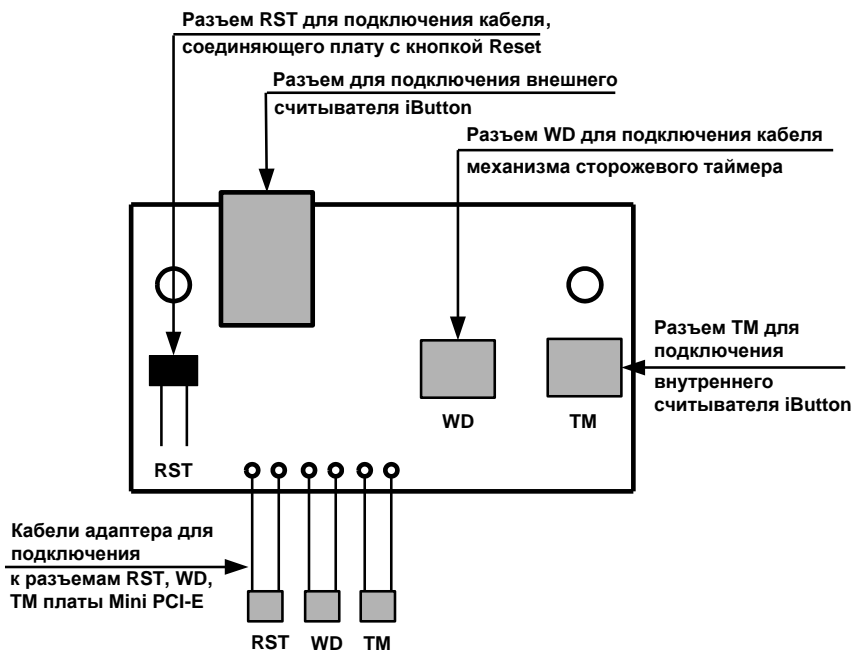 Разъем RST для подключения кабеля,
соединяющего плату с кнопкой Reset
Разъем для подключения внешнего
считывателя iButton
Разъем WD для подключения кабеля
механизма сторожевого таймера
Разъем TM для
подключения
внутреннего
считывателя iButton
WD
TM
RST
Кабели адаптера для
подключения
к разъемам RST, WD,
TM платы Mini PCI-E
RST WD TM